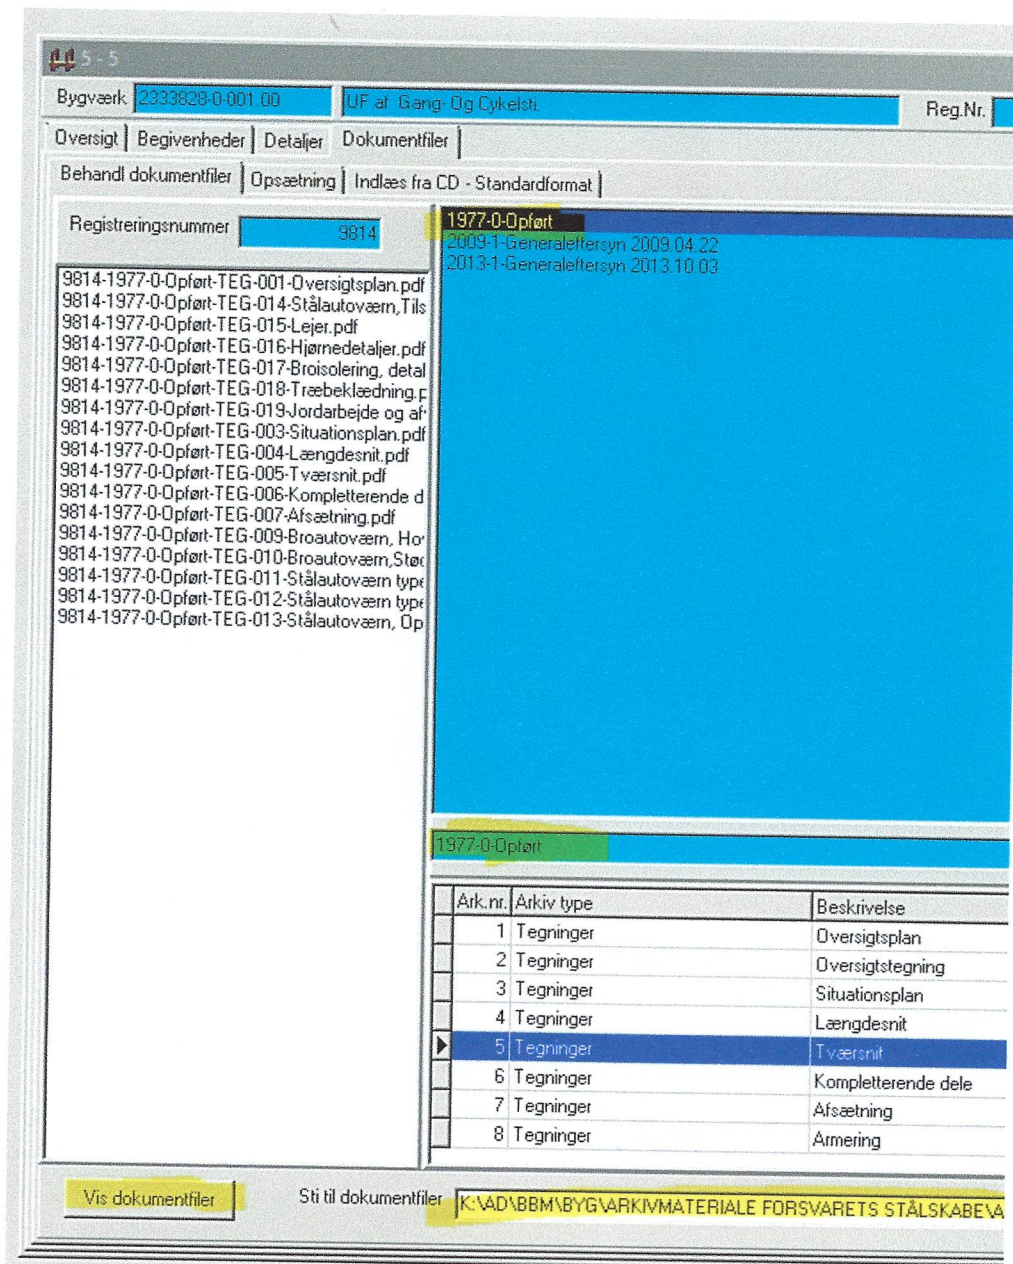 5 - 5
Bygværk 2333828-0-001.00 UF af Gang- Og Cykelsti. Reg.Nr.
Oversigt Begivenheder Detaljer Dokumentfiler
Behandl dokumentfiler Opsætning Indlæs fra CD - Standardformat
Registreringsnummer 9814
9814-1977-0-Opført-TEG-001-Oversigtsplan.pdf
9814-1977-0-Opført-TEG-014-Stålautoværn,Tils
9814-1977-0-Opført-TEG-015-Lejer.pdf
9814-1977-0-Opført-TEG-016-Hjørnedetaljer.pdf
9814-1977-0-Opført-TEG-017-Broisolering, detal
9814-1977-0-Opført-TEG-018-Træbeklædning.p
9814-1977-0-Opført-TEG-019-Jordarbejde og af
9814-1977-0-Opført-TEG-003-Situationsplan.pdf
9814-1977-0-Opført-TEG-004-Længdesnit.pdf
9814-1977-0-Opført-TEG-005-Tværsnit.pdf
9814-1977-0-Opført-TEG-006-Kompletterende d
9814-1977-0-Opført-TEG-007-Afsætning.pdf
9814-1977-0-Opført-TEG-009-Broautoværn, Ho
9814-1977-0-Opført-TEG-010-Broautoværn,Stø
9814-1977-0-Opført-TEG-011-Stålautoværn type
9814-1977-0-Opført-TEG-012-Stålautoværn type
9814-1977-0-Opført-TEG-013-Stålautoværn, Op
1977-0-Opført
2009-1-Generaleftersyn 2009.04.22
2013-1-Generaleftersyn 2013.10.03
1977-0-Opført
Ark.nr. Arkiv type Beskrivelse
1 Tegninger Oversigtsplan
2 Tegninger Oversigtstegning
3 Tegninger Situationsplan
4 Tegninger Længdesnit
5 Tegninger Tværsnit
6 Tegninger Kompletterende dele
7 Tegninger Afsætning
8 Tegninger Armering
Vis dokumentfiler Sti til dokumentfiler K:\AD\BBM\BYG\ARKIVMATERIALE FORSVARETS STÅLSKABE\A